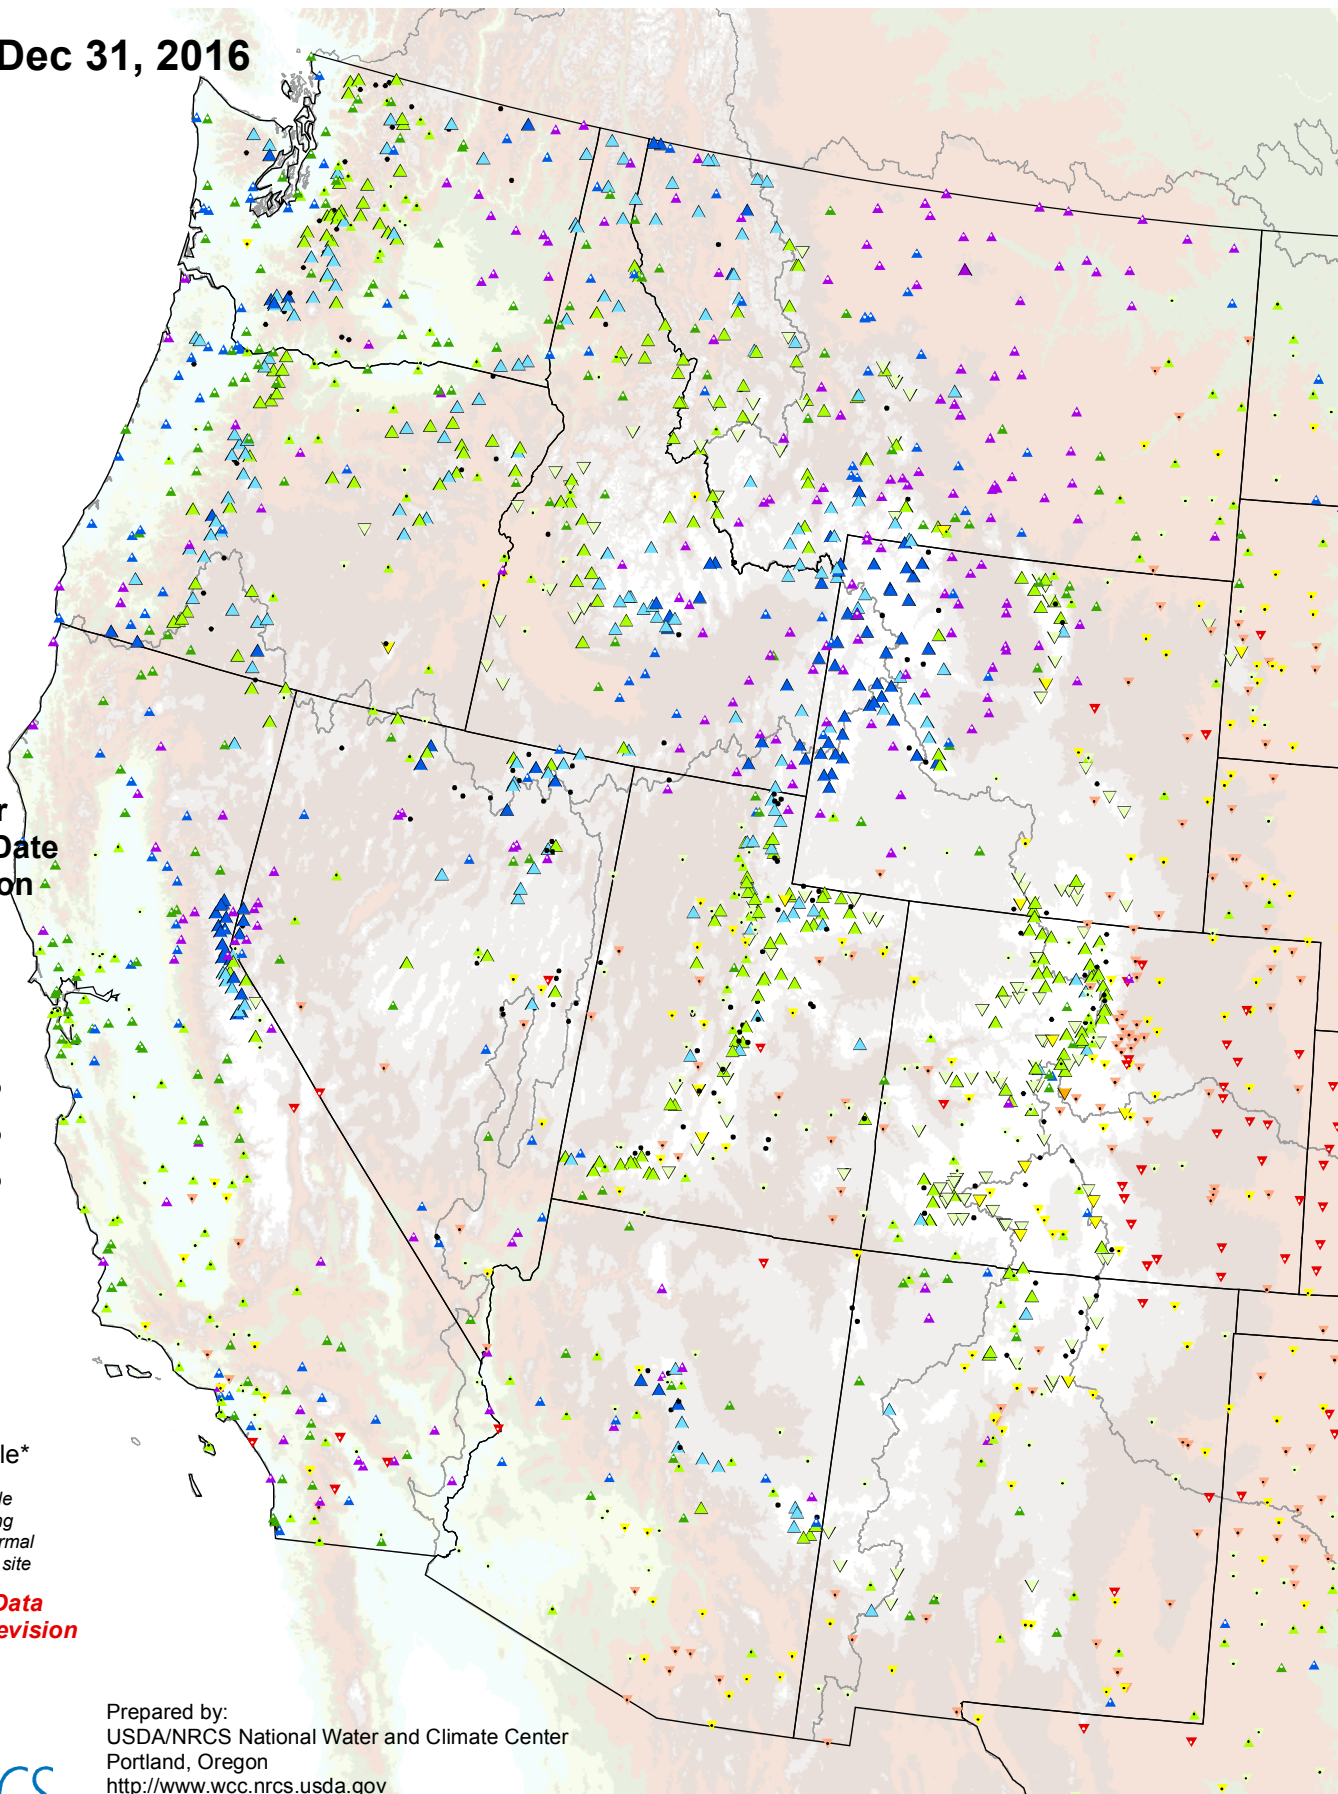 Dec 31, 2016
r
Date
on
le*
le
ng
rmal
site
Data
evision
Prepared by:
USDA/NRCS National Water and Climate Center
Portland, Oregon
http://www.wcc.nrcs.usda.gov
CS